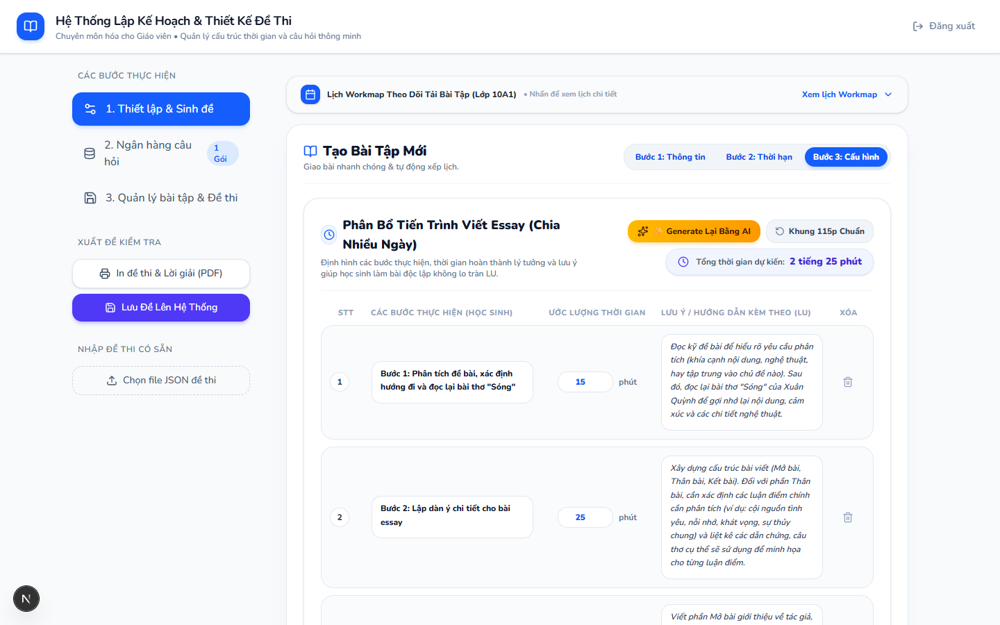 Hệ Thống Lập Kế Hoạch & Thiết Kế Đề Thi
Chuyên môn hóa cho Giáo viên • Quản lý cấu trúc thời gian và câu hỏi thông minh
Đăng xuất
CÁC BƯỚC THỰC HIỆN
1. Thiết lập & Sinh đề
2. Ngân hàng câu
hỏi
1
Gói
3. Quản lý bài tập & Đề thi
XUẤT ĐỀ KIỂM TRA
In đề thi & Lời giải (PDF)
Lưu Đề Lên Hệ Thống
NHẬP ĐỀ THI CÓ SẴN
Chọn file JSON đề thi
Lịch Workmap Theo Dõi Tải Bài Tập (Lớp 10A1)
• Nhấn để xem lịch chi tiết
Xem lịch Workmap
Tạo Bài Tập Mới
Giao bài nhanh chóng & tự động xếp lịch.
Bước 1: Thông tin
Bước 2: Thời hạn
Bước 3: Cấu hình
Phân Bổ Tiến Trình Viết Essay (Chia
Nhiều Ngày)
Định hình các bước thực hiện, thời gian hoàn thành lý tưởng và lưu ý
giúp học sinh làm bài độc lập không lo tràn LU.
✨ Generate Lại Bằng AI
Khung 115p Chuẩn
Tổng thời gian dự kiến: 2 tiếng 25 phút
STT
CÁC BƯỚC THỰC HIỆN (HỌC SINH)
ƯỚC LƯỢNG THỜI GIAN
LƯU Ý / HƯỚNG DẪN KÈM THEO (LU)
XÓA
1
Bước 1: Phân tích đề bài, xác định
hướng đi và đọc lại bài thơ "Sóng"
15
phút
Đọc kỹ đề bài để hiểu rõ yêu cầu phân
tích (khía cạnh nội dung, nghệ thuật,
hay tập trung vào chủ đề nào). Sau
đó, đọc lại bài thơ "Sóng" của Xuân
Quỳnh để gợi nhớ lại nội dung, cảm
xúc và các chi tiết nghệ thuật.
2
Bước 2: Lập dàn ý chi tiết cho bài
essay
25
phút
Xây dựng cấu trúc bài viết (Mở bài,
Thân bài, Kết bài). Đối với phần Thân
bài, cần xác định các luận điểm chính
cần phân tích (ví dụ: cội nguồn tình
yêu, nỗi nhớ, khát vọng, sự thủy
chung) và liệt kê các dẫn chứng, câu
thơ cụ thể sẽ sử dụng để minh họa
cho từng luận điểm.
Viết phần Mở bài giới thiệu về tác giả,
N